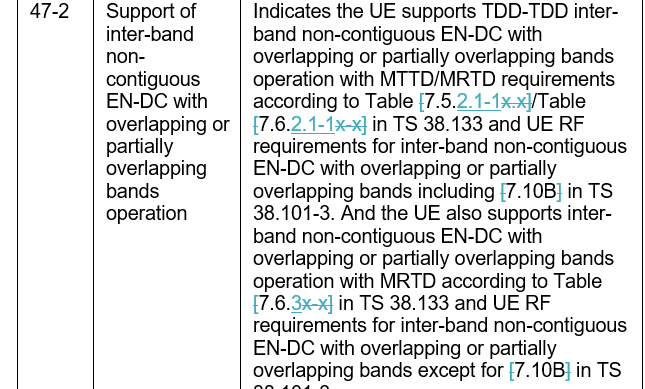 47-2
Support of
inter-band
non-
contiguous
EN-DC with
overlapping or
partially
overlapping
bands
operation
Indicates the UE supports TDD-TDD inter-
band non-contiguous EN-DC with
overlapping or partially overlapping bands
operation with MTTD/MRTD requirements
according to Table [7.5.2.1-1x-x]/Table
[7.6.2.1-1x-x] in TS 38.133 and UE RF
requirements for inter-band non-contiguous
EN-DC with overlapping or partially
overlapping bands including [7.10B] in TS
38.101-3. And the UE also supports inter-
band non-contiguous EN-DC with
overlapping or partially overlapping bands
operation with MRTD according to Table
[7.6.3x-x] in TS 38.133 and UE RF
requirements for inter-band non-contiguous
EN-DC with overlapping or partially
overlapping bands except for [7.10B] in TS